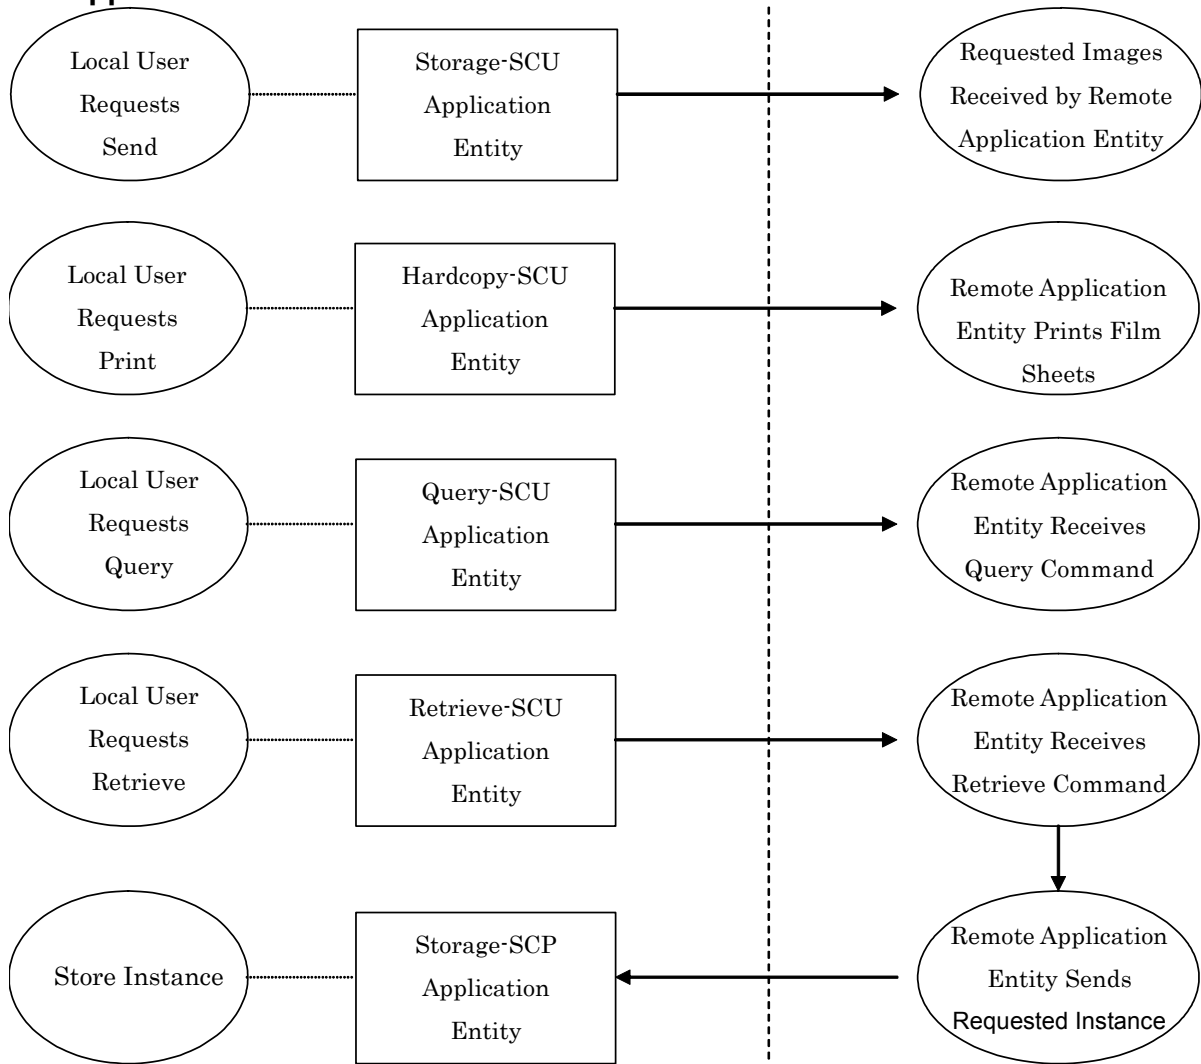 Local User
Requests
Send
Storage-SCU
Application
Entity
Requested Images
Received by Remote
Application Entity
Local User
Requests
Print
Hardcopy-SCU
Application
Entity
Remote Application
Entity Prints Film
Sheets
Local User
Requests
Query
Query-SCU
Application
Entity
Remote Application
Entity Receives
Query Command
Local User
Requests
Retrieve
Retrieve-SCU
Application
Entity
Remote Application
Entity Receives
Retrieve Command
Store Instance
Storage-SCP
Application
Entity
Remote Application
Entity Sends
Requested Instance